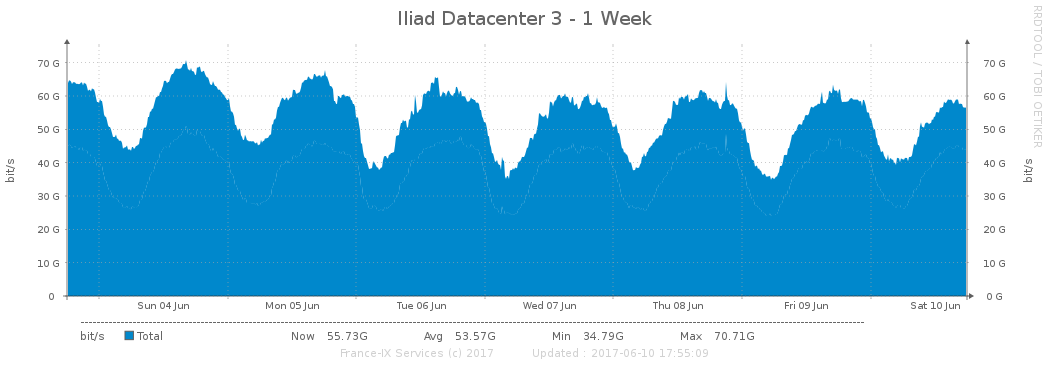 Iliad Datacenter 3 - 1 Week
RRDTOOL / TOBI OETIKER
bit/s
bit/s
70 G
70 G
60 G
60 G
50 G
50 G
40 G
40 G
30 G
30 G
20 G
20 G
10 G
10 G
0
0 G
Sun 04 Jun Mon 05 Jun Tue 06 Jun Wed 07 Jun Thu 08 Jun Fri 09 Jun Sat 10 Jun
bit/s Total Now 55.73G Avg 53.57G Min 34.79G Max 70.71G
France-IX Services (c) 2017 Updated : 2017-06-10 17:55:09